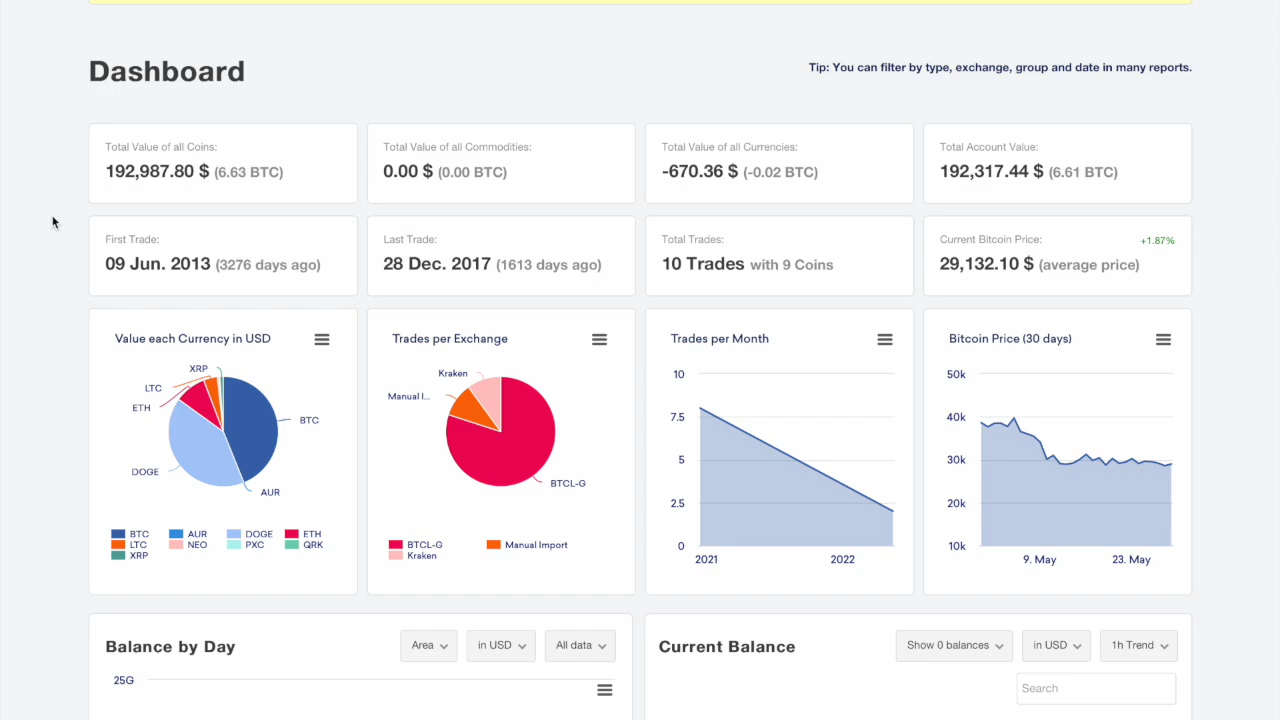 Dashboard
Tip: You can filter by type, exchange, group and date in many reports.
Total Value of all Coins:
192,987.80 $ (6.63 BTC)
Total Value of all Commodities:
0.00 $ (0.00 BTC)
Total Value of all Currencies:
-670.36 $ (-0.02 BTC)
Total Account Value:
192,317.44 $ (6.61 BTC)
First Trade:
09 Jun. 2013 (3276 days ago)
Last Trade:
28 Dec. 2017 (1613 days ago)
Total Trades:
10 Trades with 9 Coins
Current Bitcoin Price:
+1.87%
29,132.10 $ (average price)
Value each Currency in USD
XRP
LTC
ETH
BTC
DOGE
AUR
BTC AUR DOGE ETH
LTC NEO PXC QRK
XRP
Trades per Exchange
Kraken
Manual I...
BTCL-G
BTCL-G Manual Import
Kraken
Trades per Month
10
7.5
5
2.5
0
2021 2022
Bitcoin Price (30 days)
50k
40k
30k
20k
10k
9. May 23. May
Balance by Day
Area
in USD
All data
25G
Current Balance
Show 0 balances
in USD
1h Trend
Search